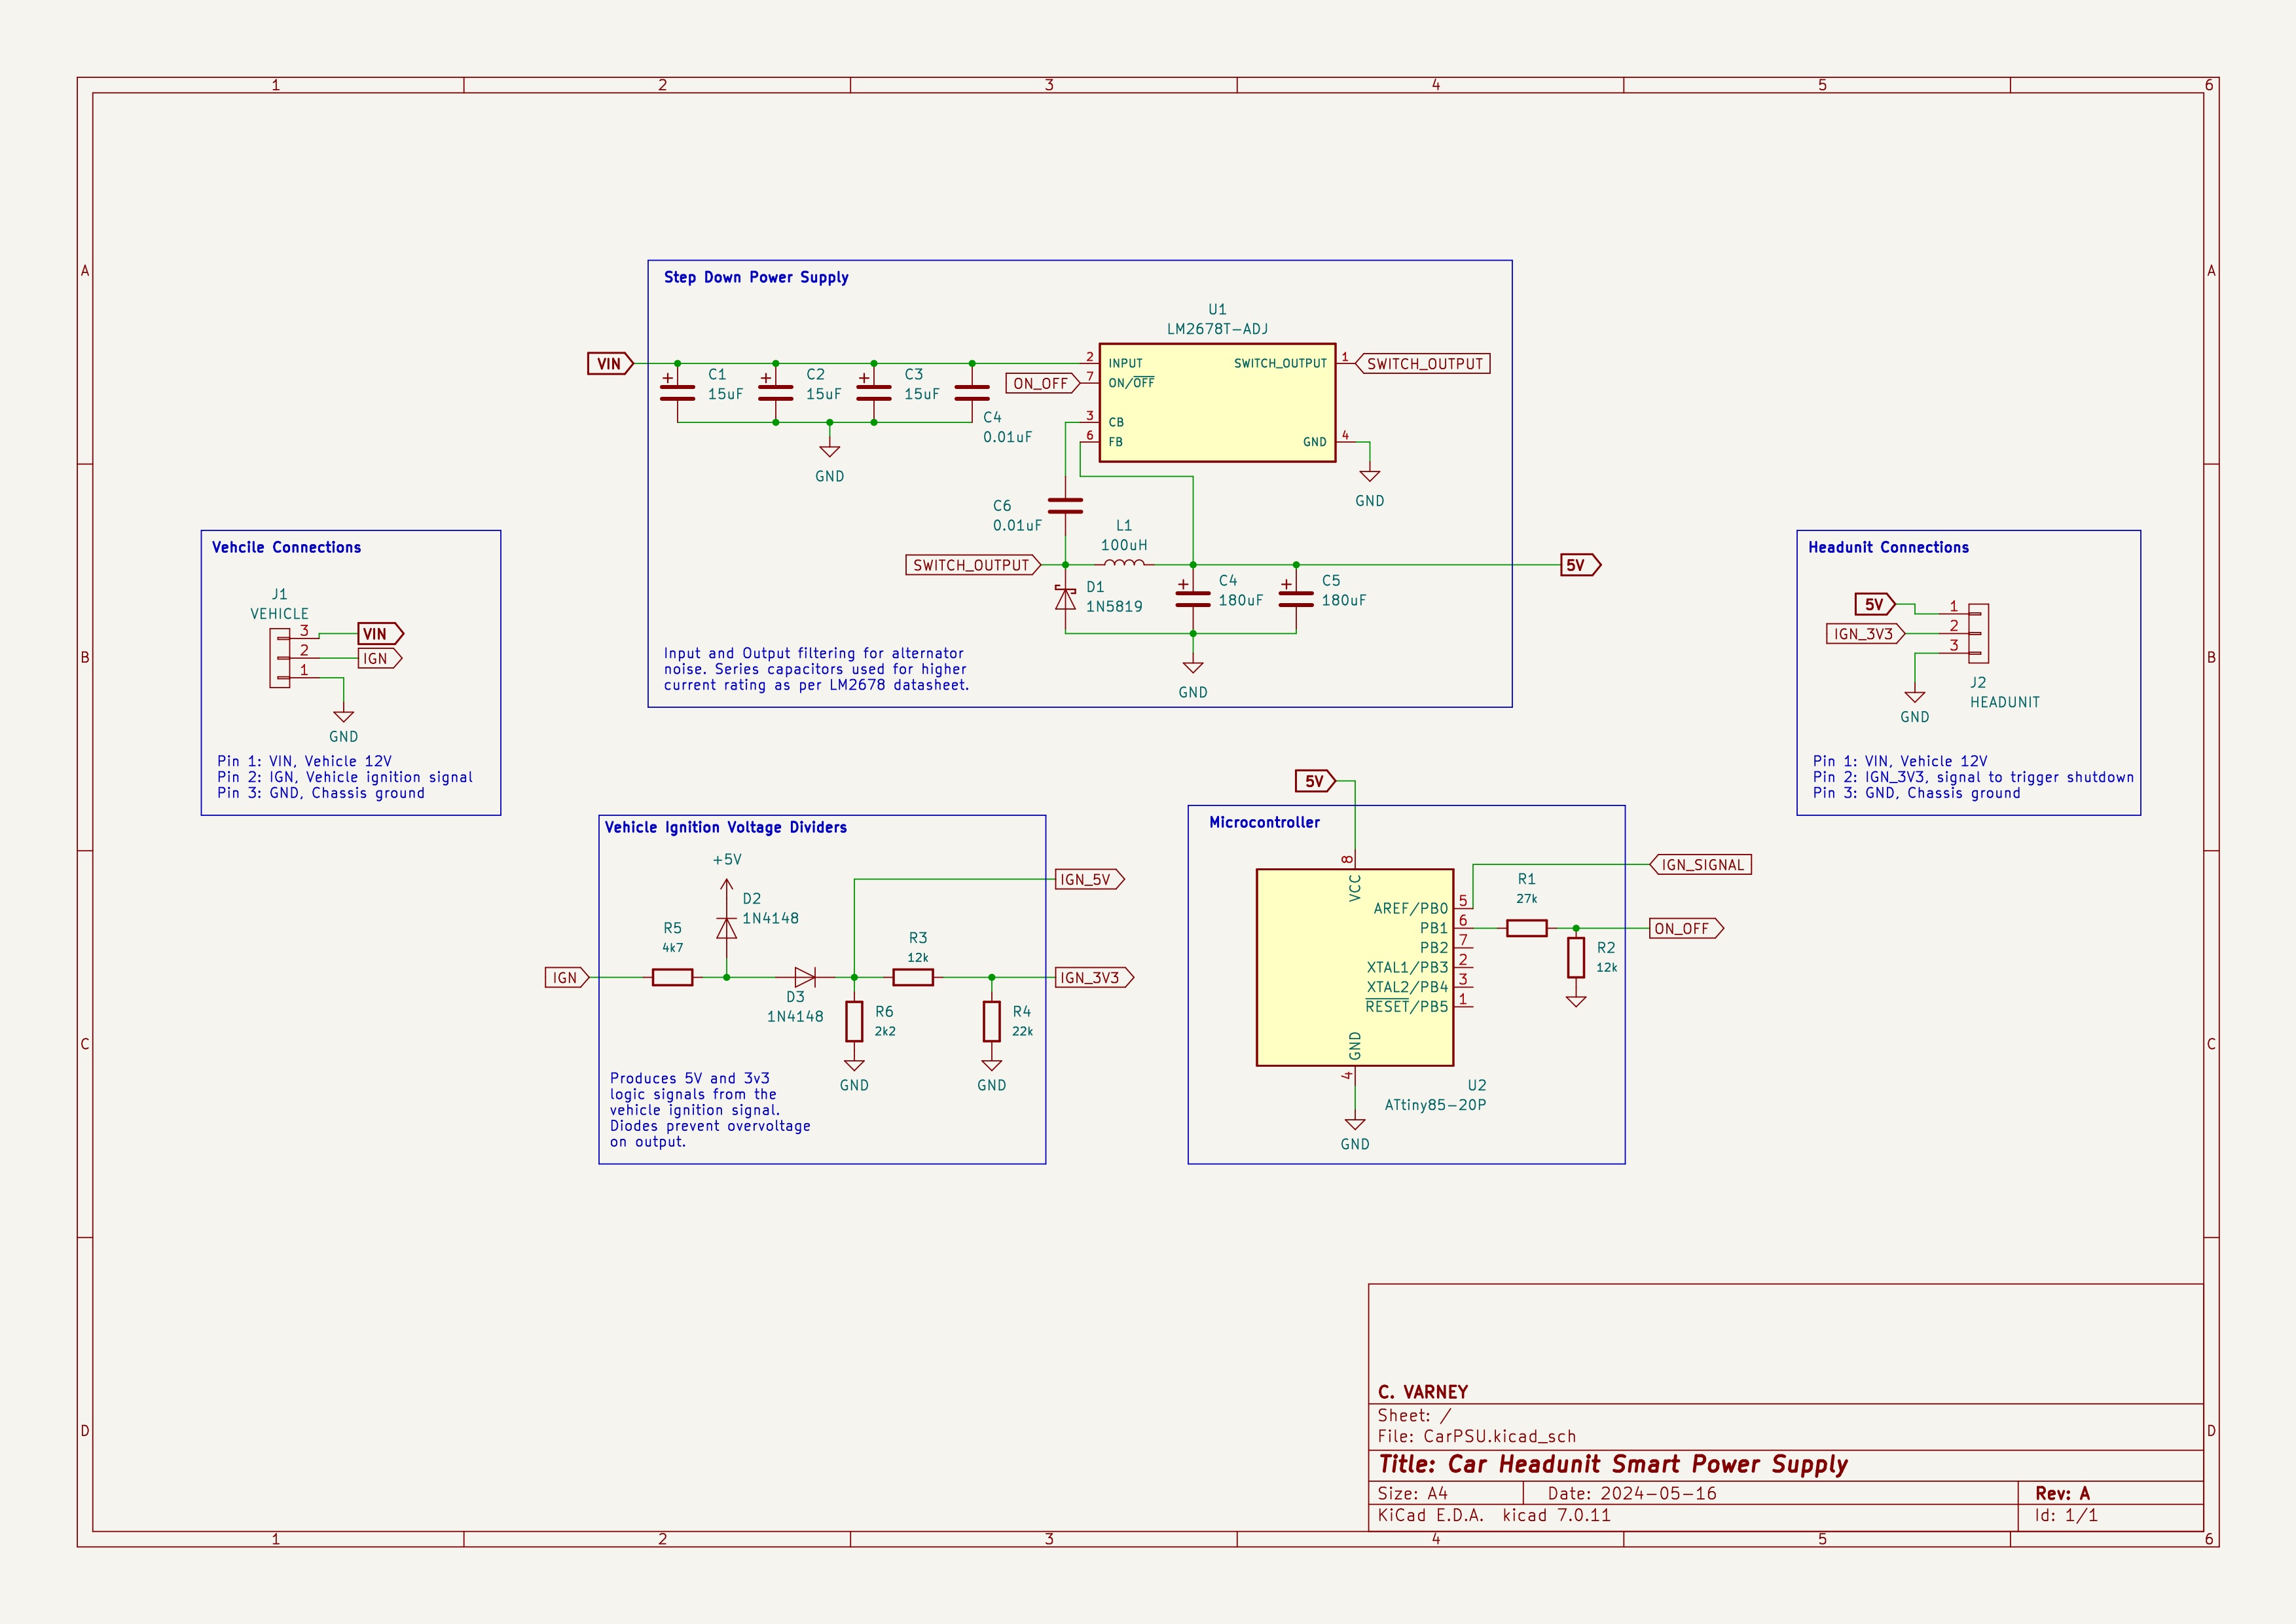 1 2 3 4 5 6
A A
B B
C C
D D
Step Down Power Supply
U1
LM2678T-ADJ
VIN
C1
15uF
C2
15uF
C3
15uF
C4
0.01uF
GND
ON_OFF
2
7
3
6
INPUT
ON/OFF
CB
FB
SWITCH_OUTPUT
GND
1
4
SWITCH_OUTPUT
GND
C6
0.01uF
L1
100uH
SWITCH_OUTPUT
D1
1N5819
C4
180uF
C5
180uF
5V
GND
Input and Output filtering for alternator
noise. Series capacitors used for higher
current rating as per LM2678 datasheet.
Vehcile Connections
J1
VEHICLE
3
2
1
VIN
IGN
GND
Pin 1: VIN, Vehicle 12V
Pin 2: IGN, Vehicle ignition signal
Pin 3: GND, Chassis ground
Headunit Connections
5V
IGN_3V3
1
2
3
J2
HEADUNIT
GND
Pin 1: VIN, Vehicle 12V
Pin 2: IGN_3V3, signal to trigger shutdown
Pin 3: GND, Chassis ground
Vehicle Ignition Voltage Dividers
+5V
D2
1N4148
IGN_5V
R5
4k7
R3
12k
IGN
IGN_3V3
D3
1N4148
R6
2k2
R4
22k
GND
GND
Produces 5V and 3v3
logic signals from the
vehicle ignition signal.
Diodes prevent overvoltage
on output.
5V
Microcontroller
8
VCC
IGN_SIGNAL
R1
27k
AREF/PB0 5
PB1 6
PB2 7
XTAL1/PB3 2
XTAL2/PB4 3
RESET/PB5 1
ON_OFF
R2
12k
GND
4
U2
ATtiny85-20P
GND
C. VARNEY
Sheet: /
File: CarPSU.kicad_sch
Title: Car Headunit Smart Power Supply
Size: A4 Date: 2024-05-16 Rev: A
KiCad E.D.A. kicad 7.0.11 Id: 1/1
1 2 3 4 5 6